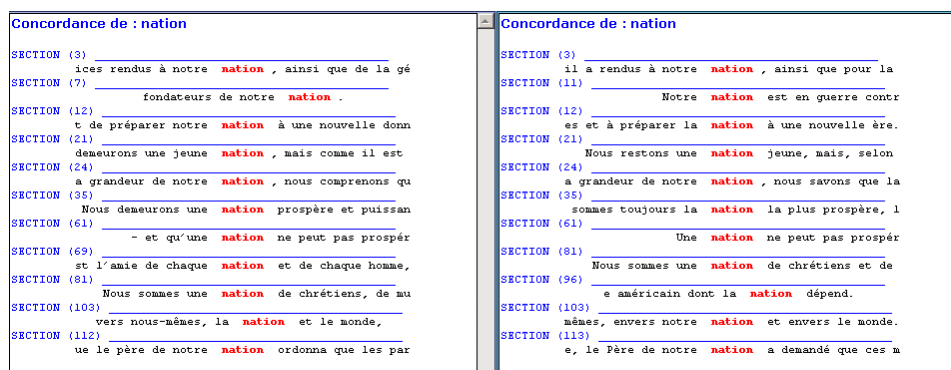 Concordance de : nation
SECTION (3)
ices rendus à notre nation , ainsi que de la gé
SECTION (7)
fondateurs de notre nation .
SECTION (12)
t de préparer notre nation à une nouvelle donn
SECTION (21)
demeurons une jeune nation , mais comme il est
SECTION (24)
a grandeur de notre nation , nous comprenons qu
SECTION (35)
Nous demeurons une nation prospère et puissan
SECTION (61)
- et qu'une nation ne peut pas prospér
SECTION (69)
st l'amie de chaque nation et de chaque homme,
SECTION (81)
Nous sommes une nation de chrétiens, de mu
SECTION (103)
vers nous-mêmes, la nation et le monde,
SECTION (112)
ue le père de notre nation ordonna que les par
Concordance de : nation
SECTION (3)
il a rendus à notre nation , ainsi que pour la
SECTION (11)
Notre nation est en guerre contr
SECTION (12)
es et à préparer la nation à une nouvelle ère.
SECTION (21)
Nous restons une nation jeune, mais, selon
SECTION (24)
a grandeur de notre nation , nous savons que la
SECTION (35)
sommes toujours la nation la plus prospère, l
SECTION (61)
Une nation ne peut pas prospér
SECTION (81)
Nous sommes une nation de chrétiens et de
SECTION (96)
e américain dont la nation dépend.
SECTION (103)
mêmes, envers notre nation et envers le monde.
SECTION (113)
e, le Père de notre nation a demandé que ces m